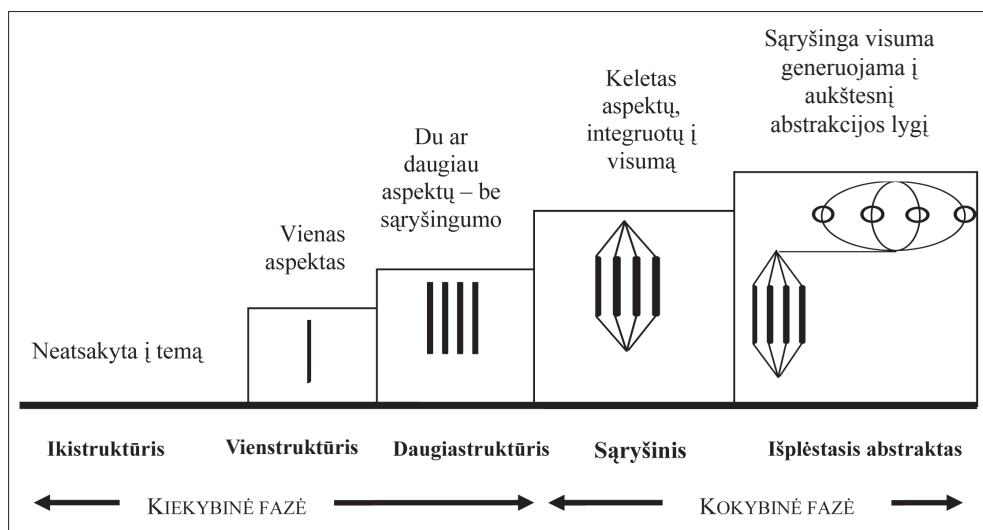 Neatsakyta į temą
Vienas
aspektas
Du ar
daugiau
aspektų – be
sąryšingumo
Keletas
aspektų,
integruotų į
visumą
Sąryšinga visuma
generuojama į
aukštesnį
abstrakcijos lygį
Ikistruktūris
Vienstruktūris
Daugiastruktūris
Sąryšinis
Išplėstasis abstraktas
KIEKYBINĖ FAZĖ
KOKYBINĖ FAZĖ